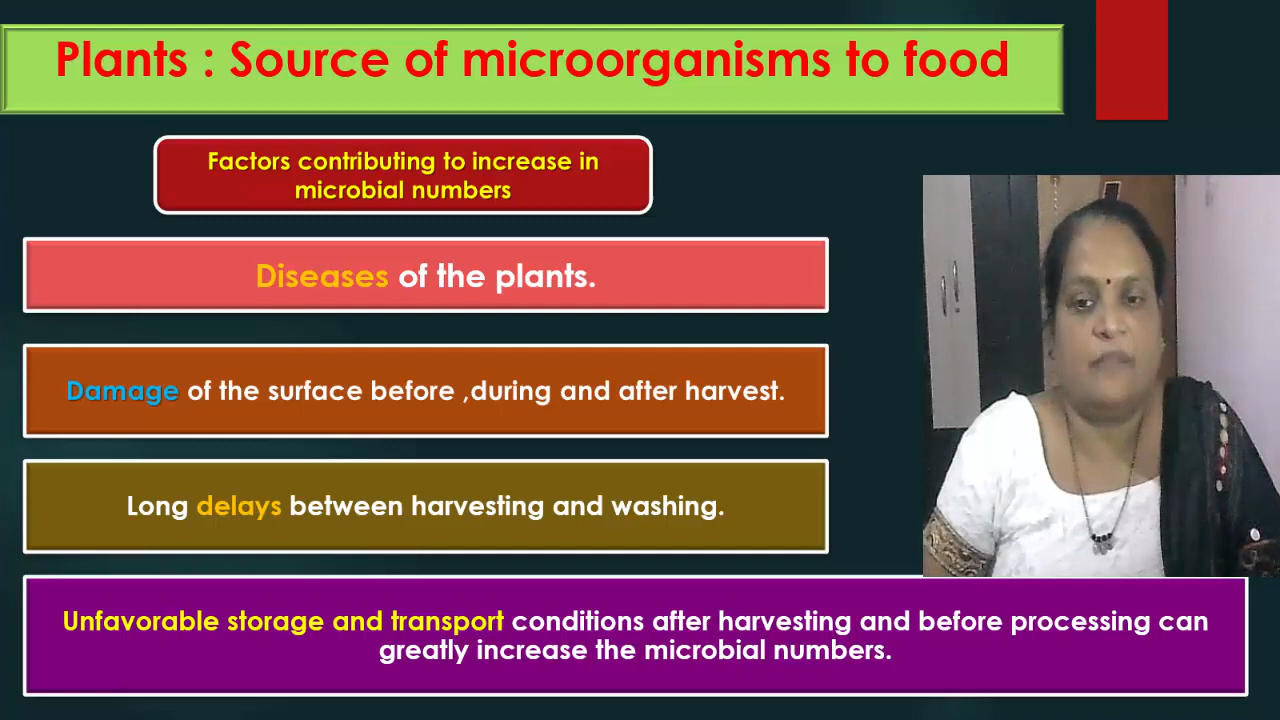 Plants : Source of microorganisms to food
Factors contributing to increase in
microbial numbers
Diseases of the plants.
Damage of the surface before ,during and after harvest.
Long delays between harvesting and washing.
Unfavorable storage and transport conditions after harvesting and before processing can
greatly increase the microbial numbers.